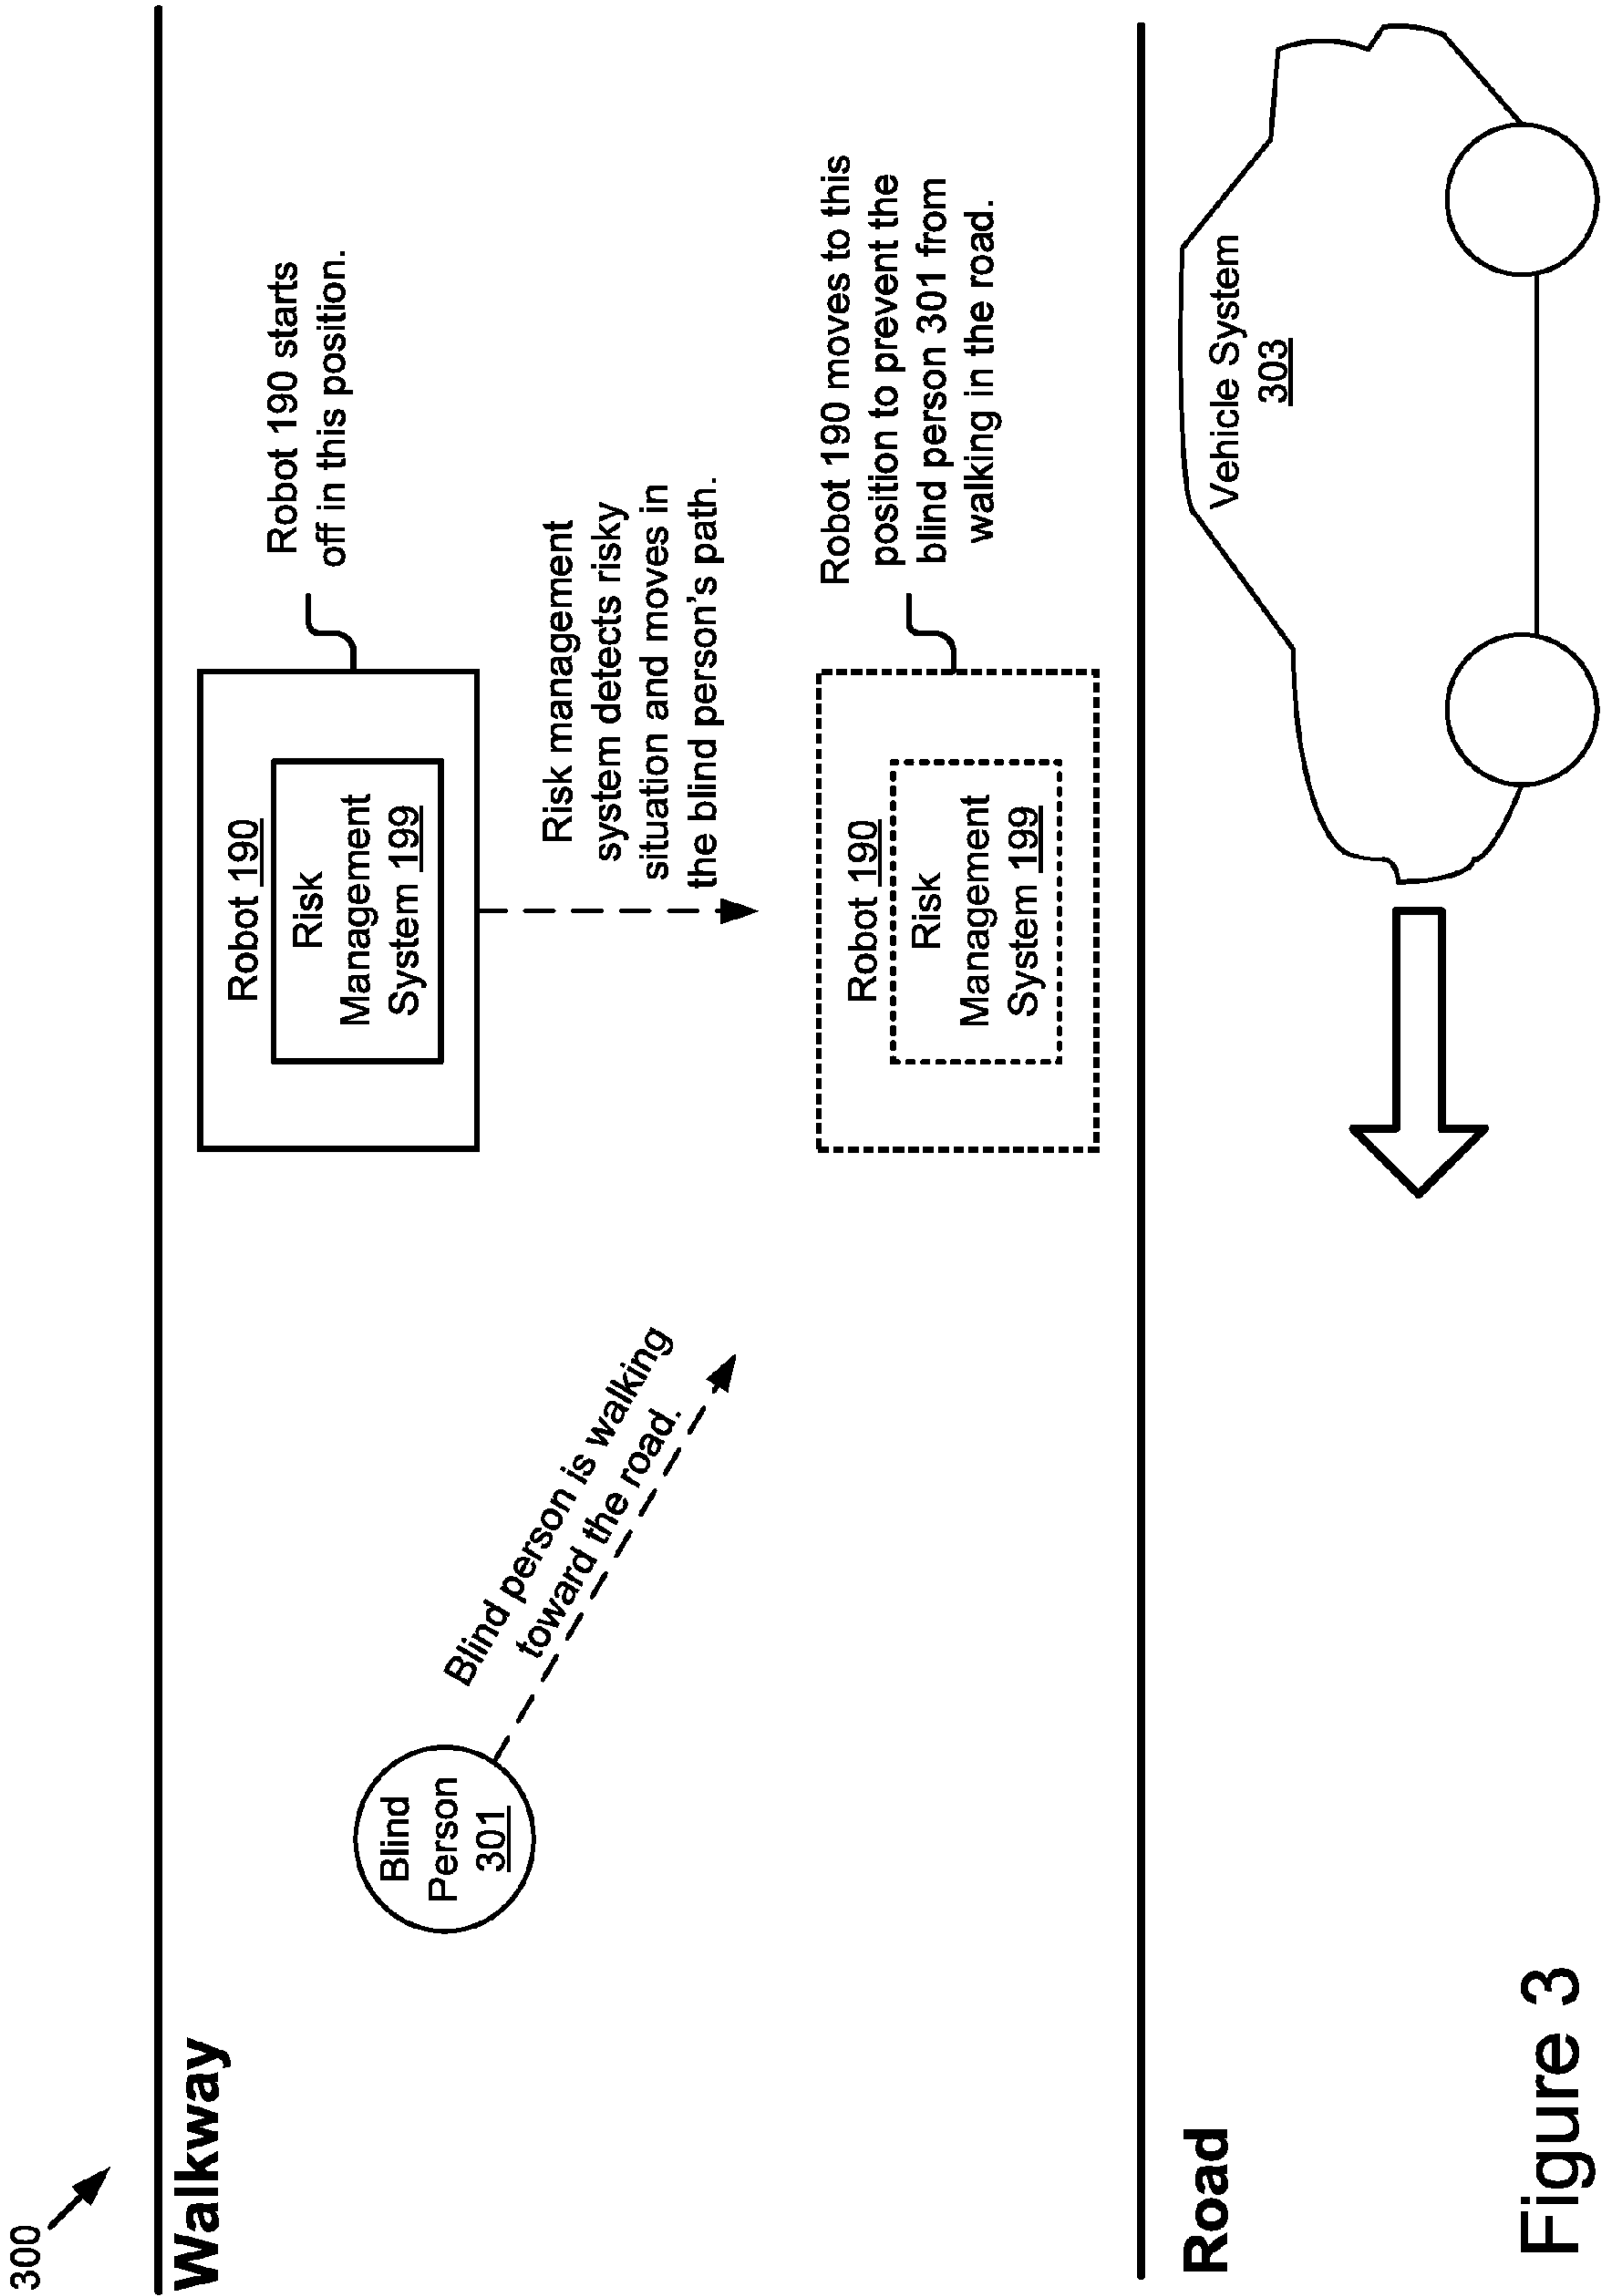 300
Walkway
Robot 190
Risk
Management
System 199
Robot 190 starts
off in this position.
Blind
Person
301
Blind person is walking
toward the road.
Risk management
system detects risky
situation and moves in
the blind person's path.
Robot 190
Risk
Management
System 199
Robot 190 moves to this
position to prevent the
blind person 301 from
walking in the road.
Road
Vehicle System
303
Figure 3